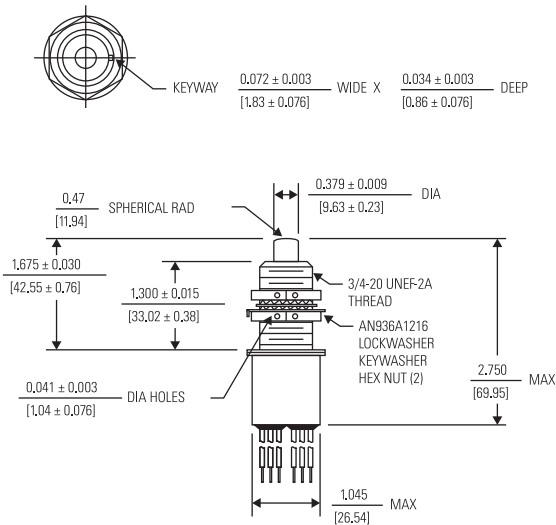 KEYWAY 0.072 ± 0.003 WIDE X 0.034 ± 0.003 DEEP
[1.83 ± 0.076] [0.86 ± 0.076]
0.379 ± 0.009 DIA
[9.63 ± 0.23]
0.47 SPHERICAL RAD
[11.94]
1.675 ± 0.030
[42.55 ± 0.76]
1.300 ± 0.015
[33.02 ± 0.38]
3/4-20 UNEF-2A
THREAD
AN936A1216
LOCKWASHER
KEYWASHER
HEX NUT (2)
0.041 ± 0.003 DIA HOLES
[1.04 ± 0.076]
2.750 MAX
[69.95]
1.045 MAX
[26.54]